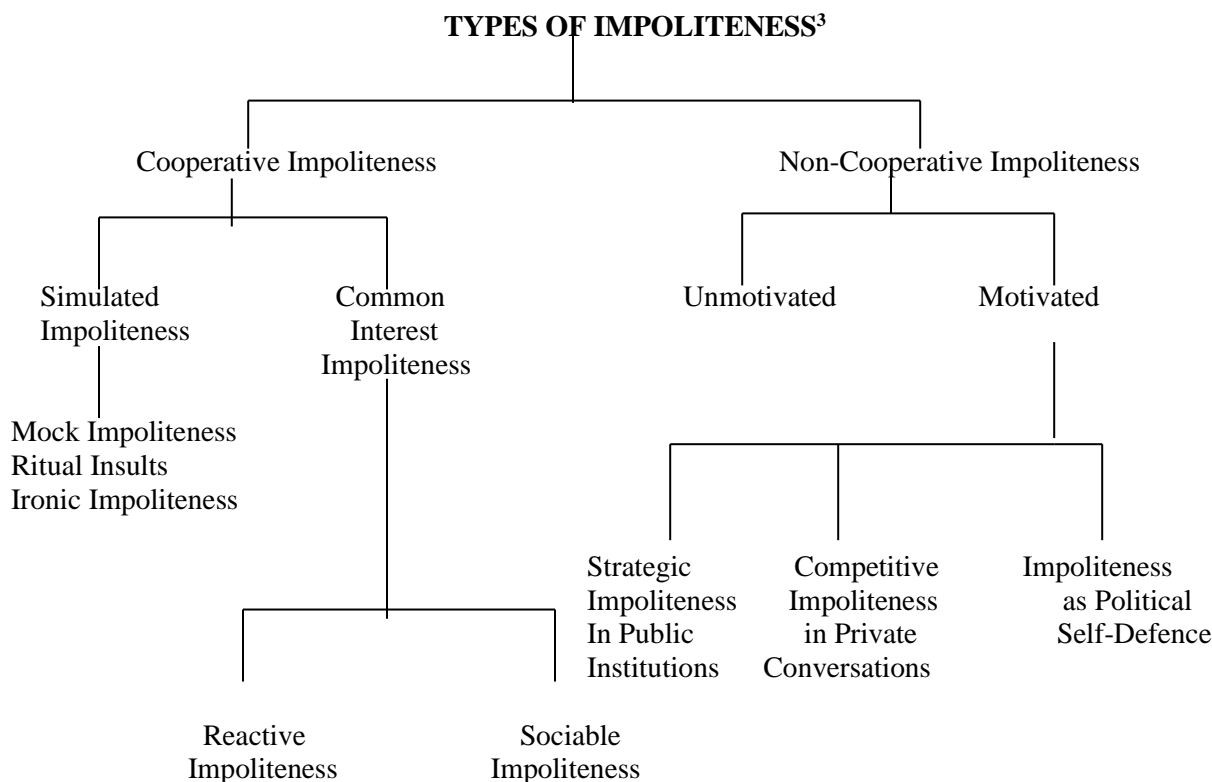 TYPES OF IMPOLITENESS³
Cooperative Impoliteness
Non-Cooperative Impoliteness
Simulated
Impoliteness
Common
Interest
Impoliteness
Unmotivated
Motivated
Mock Impoliteness
Ritual Insults
Ironic Impoliteness
Strategic
Impoliteness
In Public
Institutions
Competitive
Impoliteness
in Private
Conversations
Impoliteness
as Political
Self-Defence
Reactive
Impoliteness
Sociable
Impoliteness